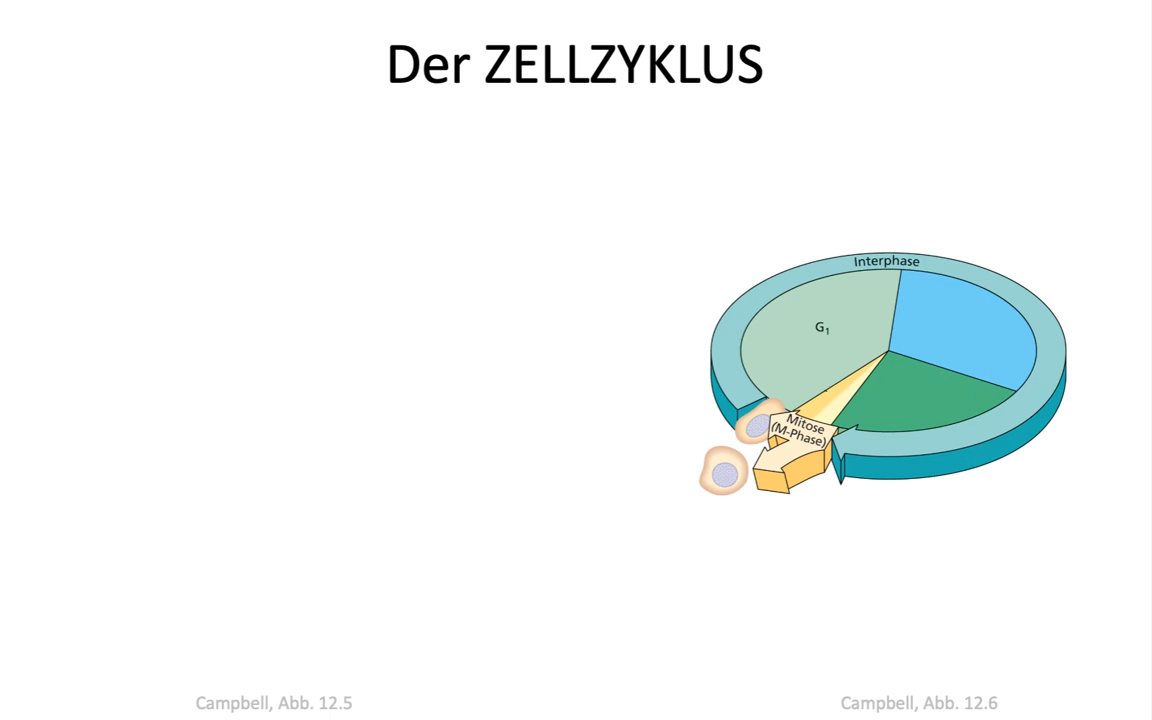 Der ZELLZYKLUS
Interphase
G₁
Mitose
(M-Phase)
Campbell, Abb. 12.5
Campbell, Abb. 12.6